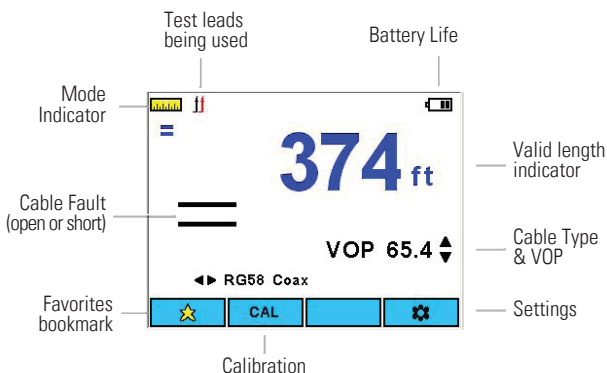 Test leads
being used
Battery Life
Mode
Indicator
=
374 ft
Valid length
indicator
Cable Fault
(open or short)
VOP 65.4
Cable Type
& VOP
RG58 Coax
Favorites
bookmark
CAL
Settings
Calibration